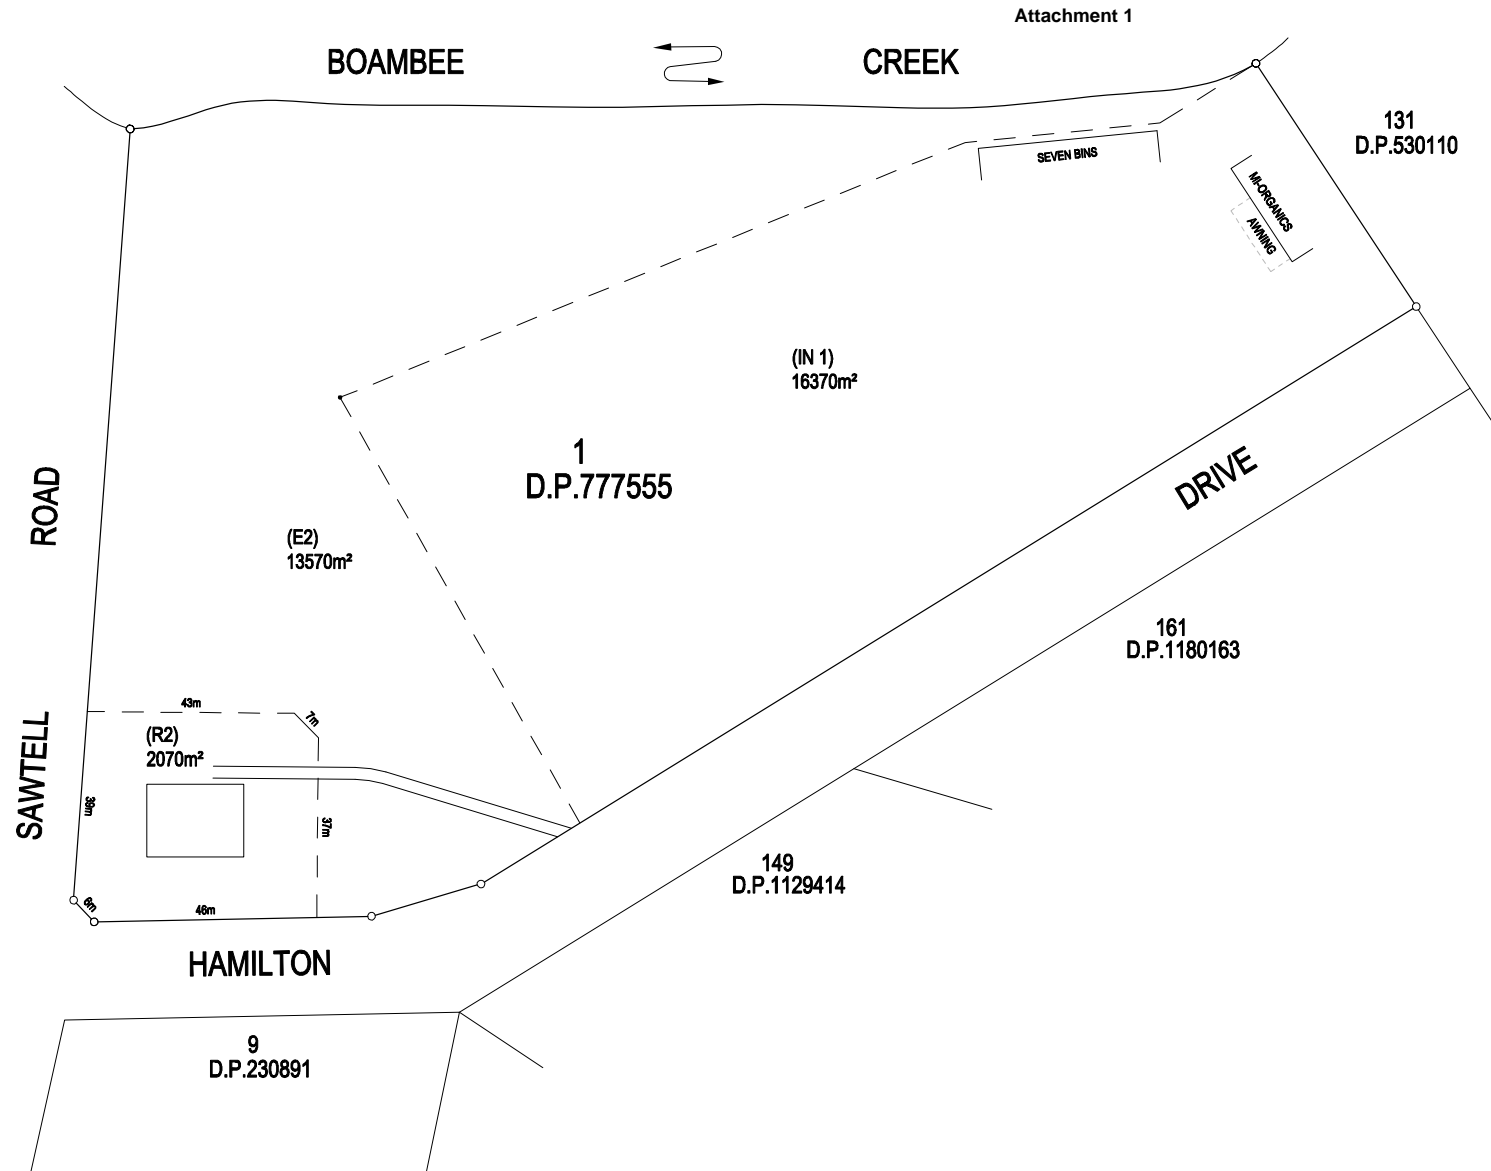 Attachment 1
BOAMBEE CREEK
131
D.P.530110
SEVEN BINS
MI-ORGANICS
AWNING
(IN 1)
16370m²
1
D.P.777555
ROAD
DRIVE
(E2)
13570m²
161
D.P.1180163
43m
7m
(R2)
2070m²
SAWTELL
39m
37m
149
D.P.1129414
6m
46m
HAMILTON
9
D.P.230891